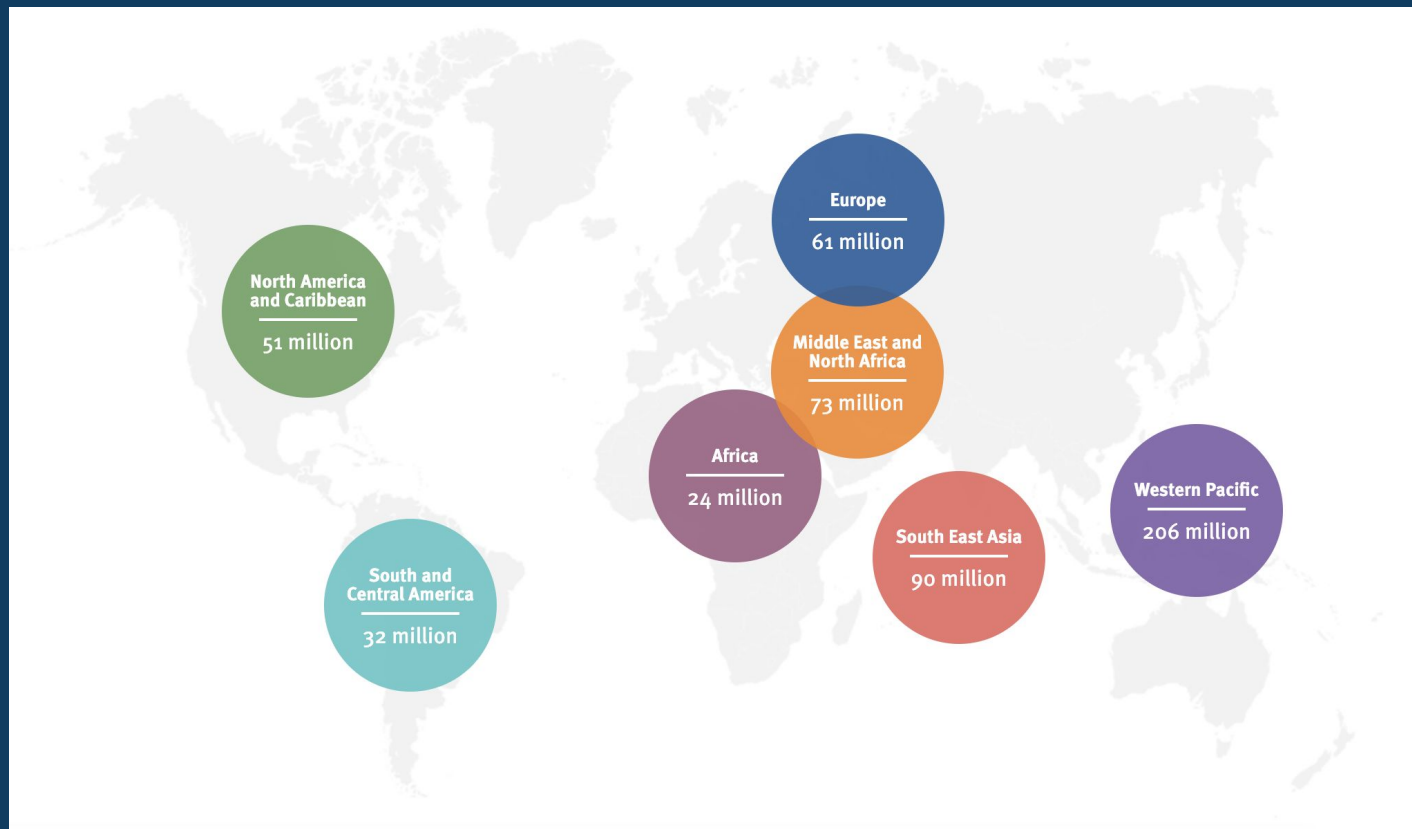 Europe
61 million
North America
and Caribbean
51 million
Middle East and
North Africa
73 million
Africa
24 million
Western Pacific
206 million
South East Asia
90 million
South and
Central America
32 million